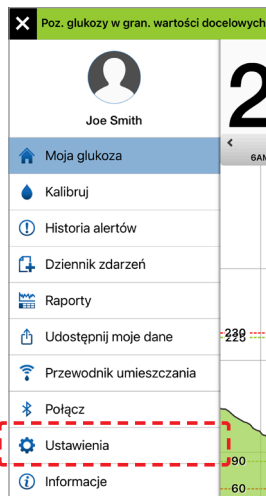 Poz. glukozy w gran. wartości docelowych
Joe Smith
2
Moja glukoza
6AM
Kalibruj
Historia alertów
Dziennik zdarzeń
Raporty
Udostępnij moje dane
230
225
Przewodnik umieszczania
Połącz
Ustawienia
90
Informacje
60